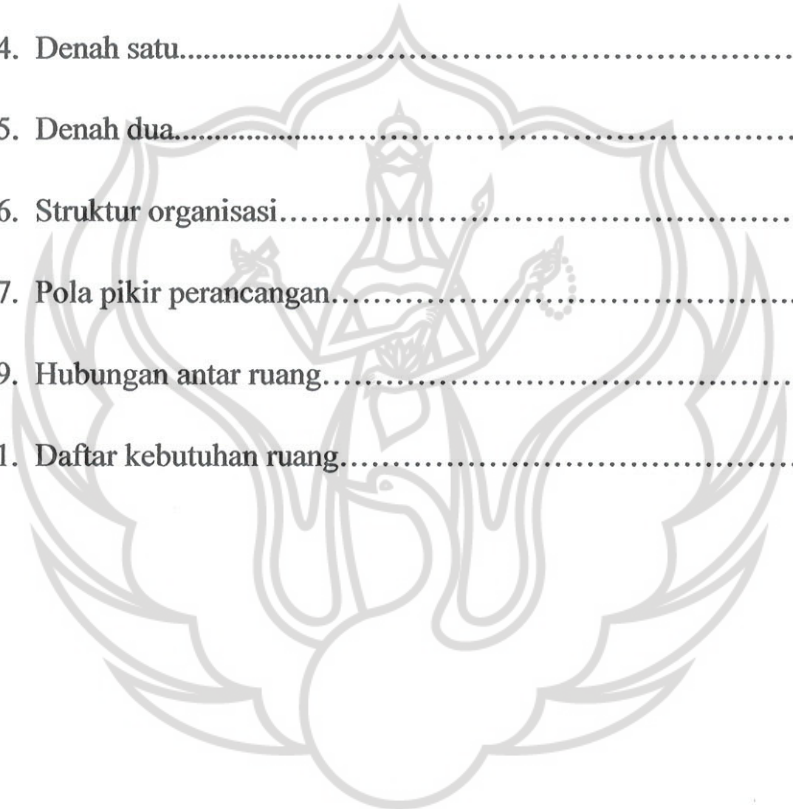 4. Denah satu..............................................................
5. Denah dua..............................................................
6. Struktur organisasi..............................................................
7. Pola pikir perancangan..............................................................
9. Hubungan antar ruang..............................................................
1. Daftar kebutuhan ruang..............................................................